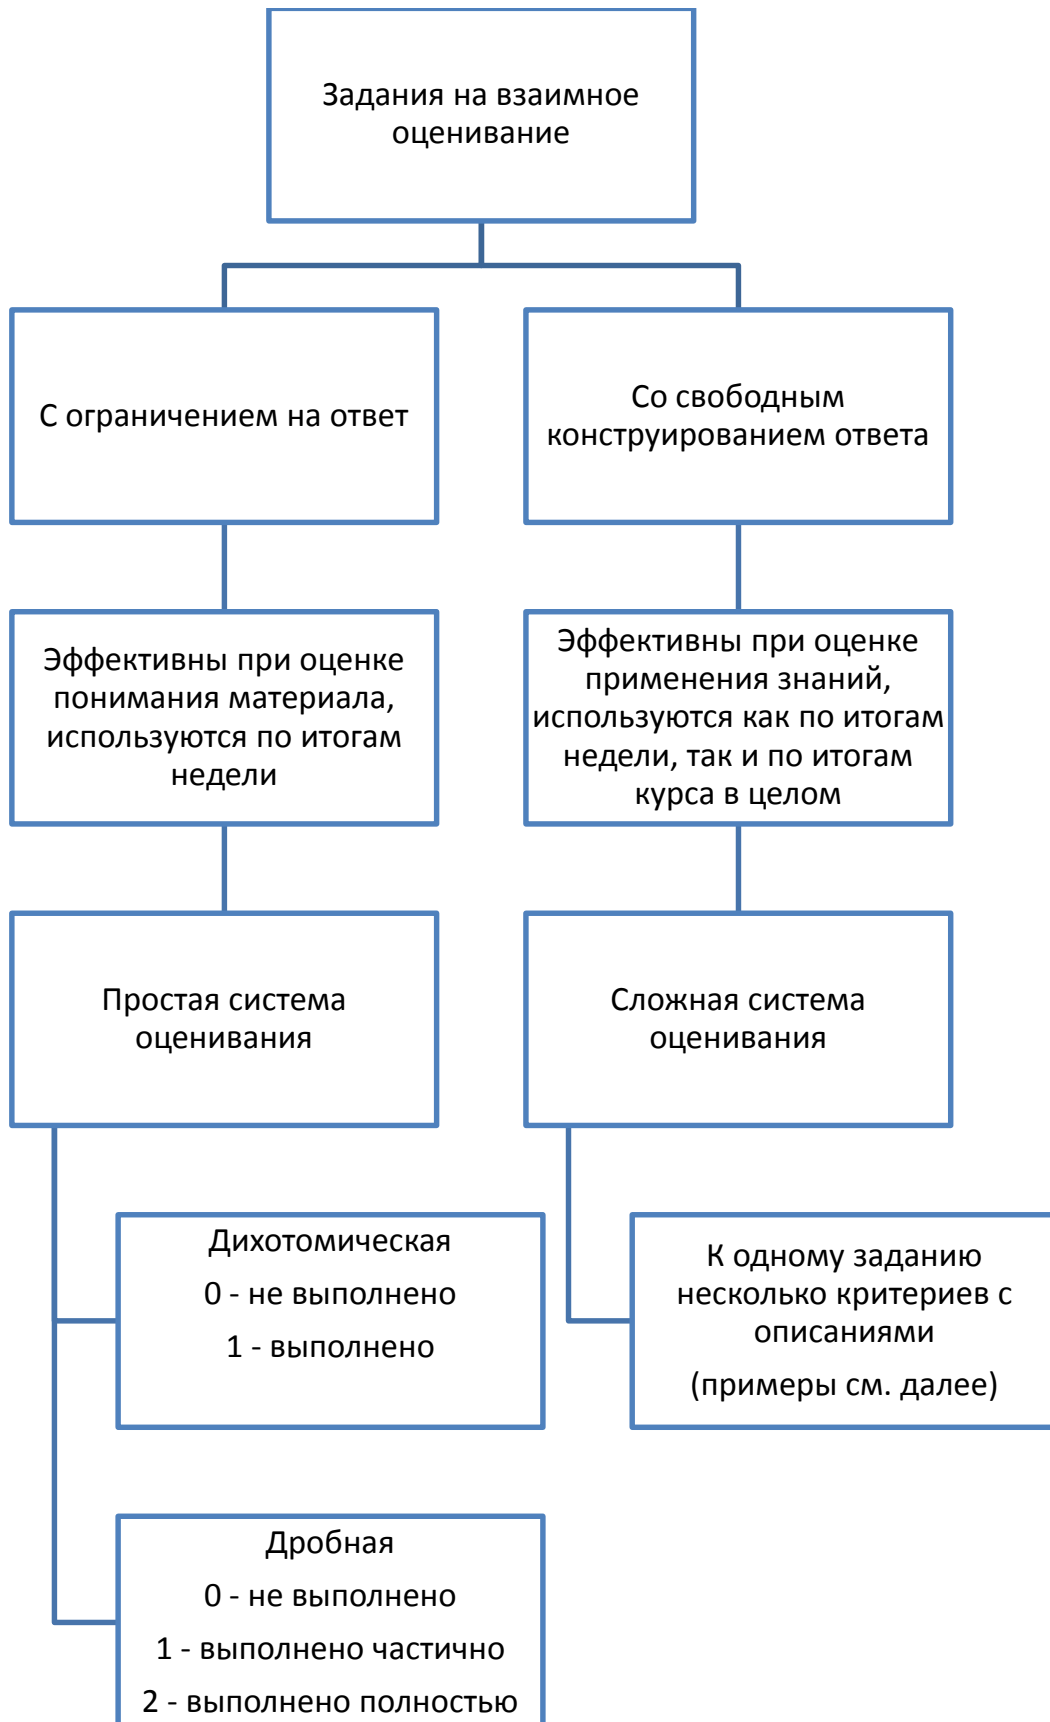 Задания на взаимное
оценивание
С ограничением на ответ
Со свободным
конструированием ответа
Эффективны при оценке
понимания материала,
используются по итогам
недели
Эффективны при оценке
применения знаний,
используются как по итогам
недели, так и по итогам
курса в целом
Простая система
оценивания
Сложная система
оценивания
Дихотомическая
0 - не выполнено
1 - выполнено
К одному заданию
несколько критериев с
описаниями
(примеры см. далее)
Дробная
0 - не выполнено
1 - выполнено частично
2 - выполнено полностью